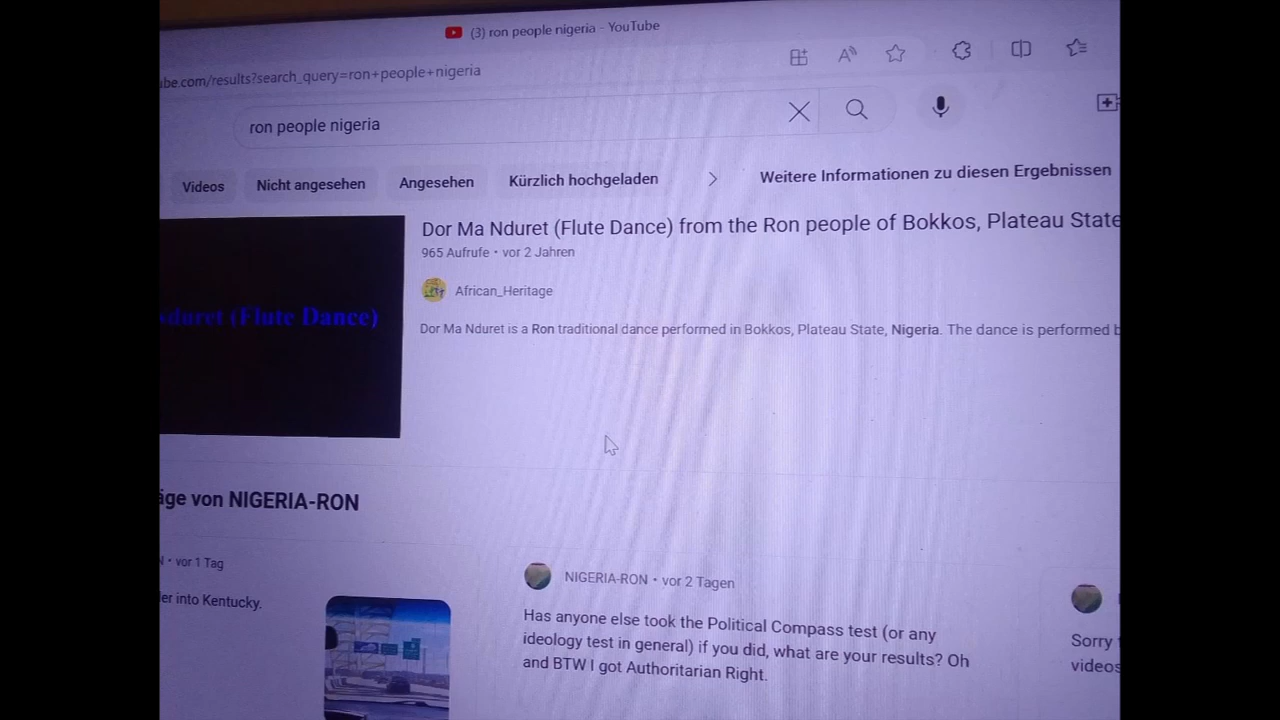 (3) ron people nigeria - YouTube
be.com/results?search_query=ron+people+nigeria
ron people nigeria
Videos Nicht angesehen Angesehen Kürzlich hochgeladen Weitere Informationen zu diesen Ergebnissen
Dor Ma Nduret (Flute Dance) from the Ron people of Bokkos, Plateau State
965 Aufrufe • vor 2 Jahren
African_Heritage
duret (Flute Dance)
Dor Ma Nduret is a Ron traditional dance performed in Bokkos, Plateau State, Nigeria. The dance is performed b
äge von NIGERIA-RON
• vor 1 Tag
er into Kentucky.
NIGERIA-RON • vor 2 Tagen
Has anyone else took the Political Compass test (or any
ideology test in general) if you did, what are your results? Oh
and BTW I got Authoritarian Right.
Sorry
videos